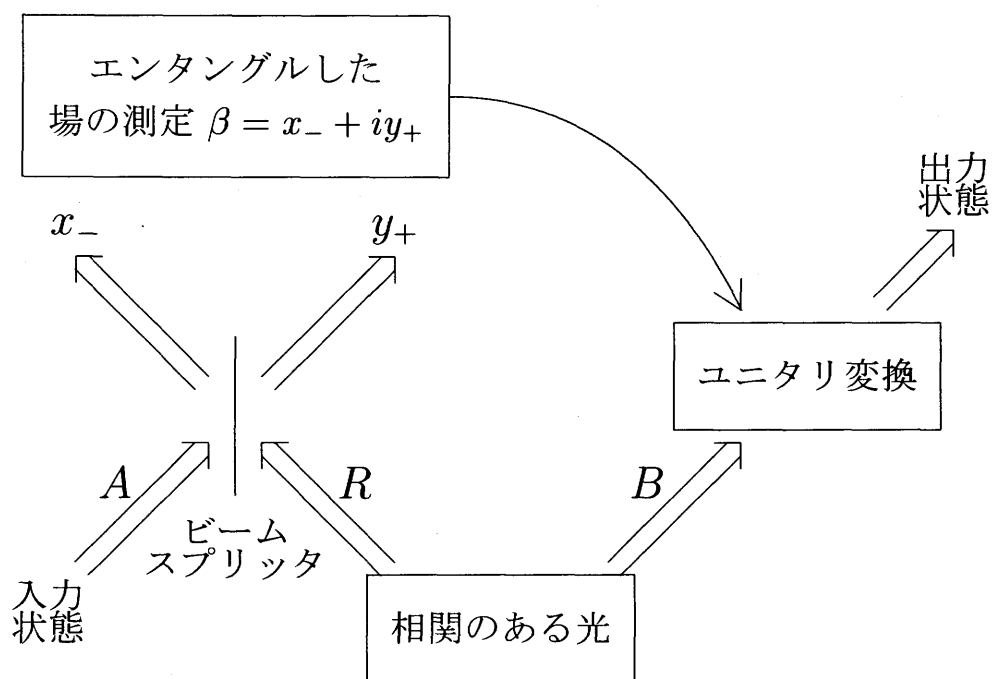 エンタングルした
場の測定 β = x₋ + iy₊
x₋
y₊
出力
状態
ユニタリ変換
A
R
B
ビーム
スプリッタ
入力
状態
相関のある光